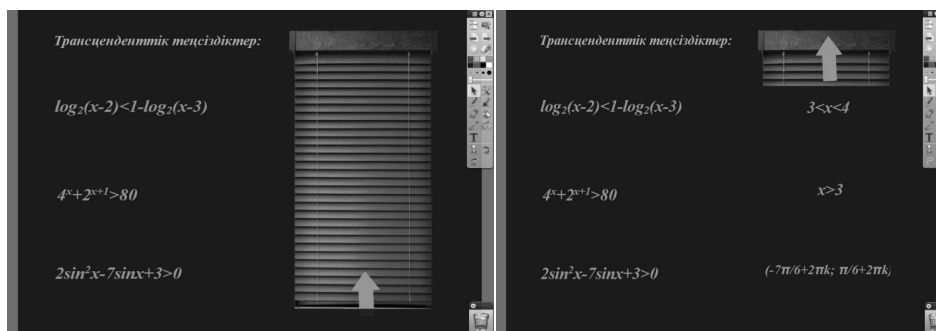 Трансценденттік теңсіздіктер:
log₂(x-2)<1-log₂(x-3)
4ˣ+2ˣ⁺¹>80
2sin²x-7sinx+3>0
Трансценденттік теңсіздіктер:
log₂(x-2)<1-log₂(x-3)
3<x<4
4ˣ+2ˣ⁺¹>80
x>3
2sin²x-7sinx+3>0
(-7π/6+2πk; π/6+2πk)